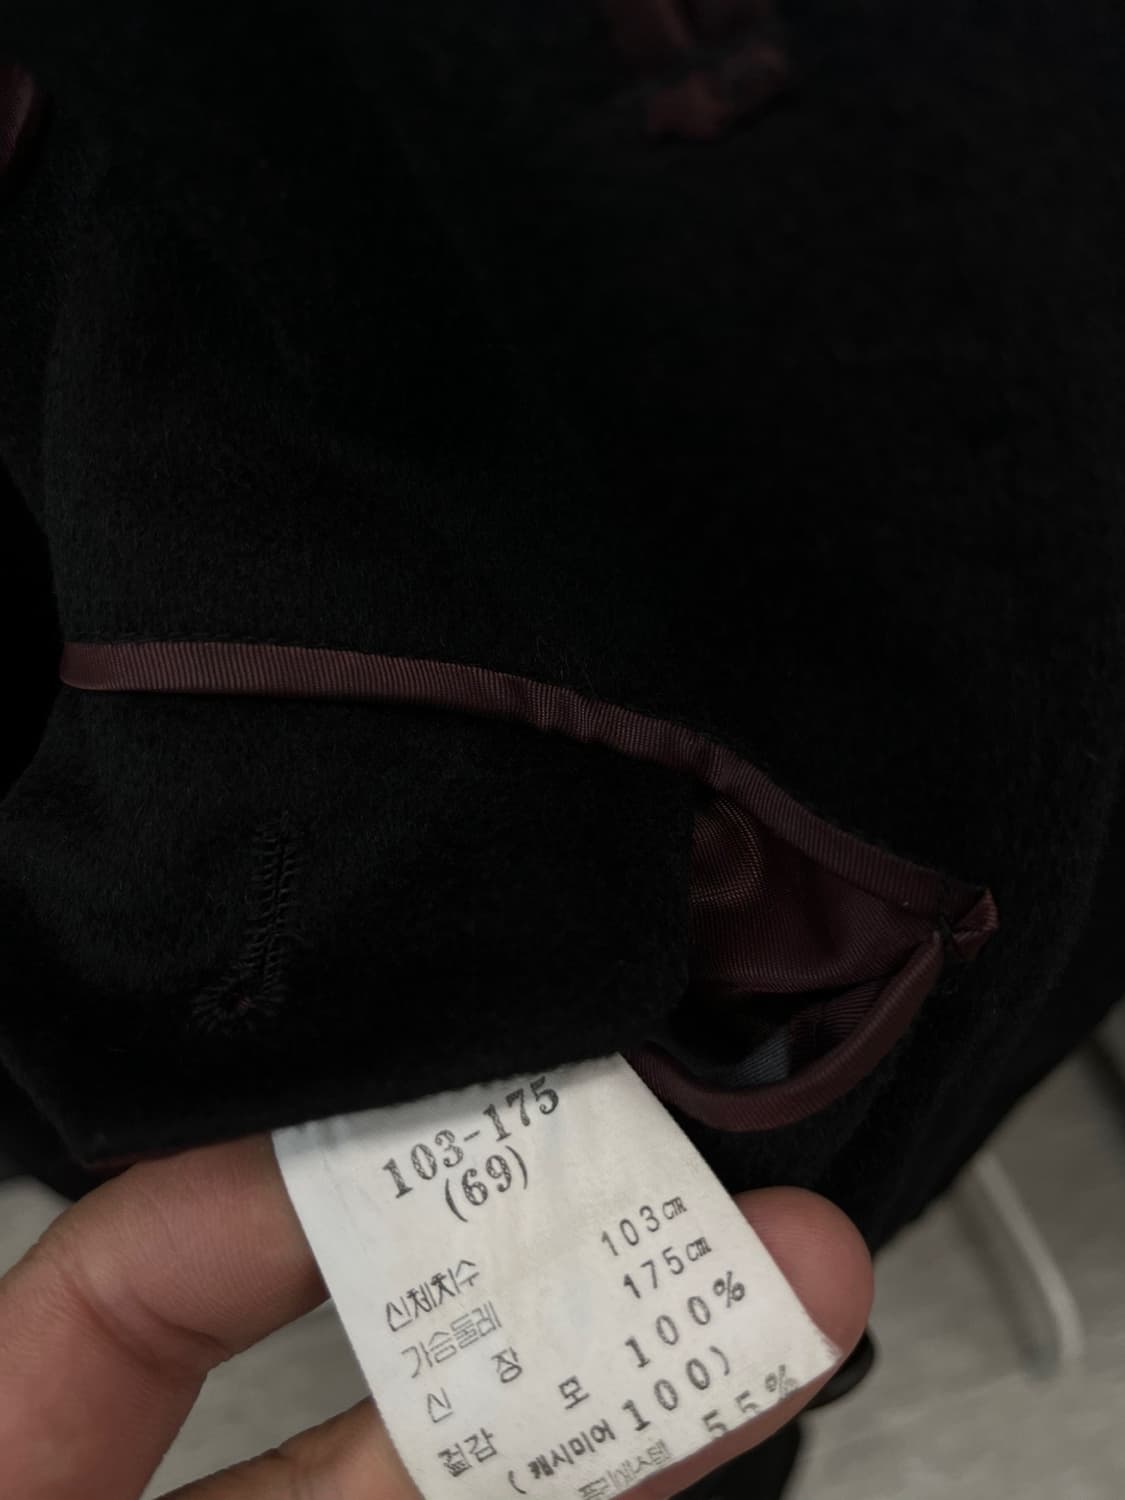 103-175
(69)
신체치수
가슴둘레 103cm
신 장 175cm
겉감 모 100%
(캐시미어 100)
55%